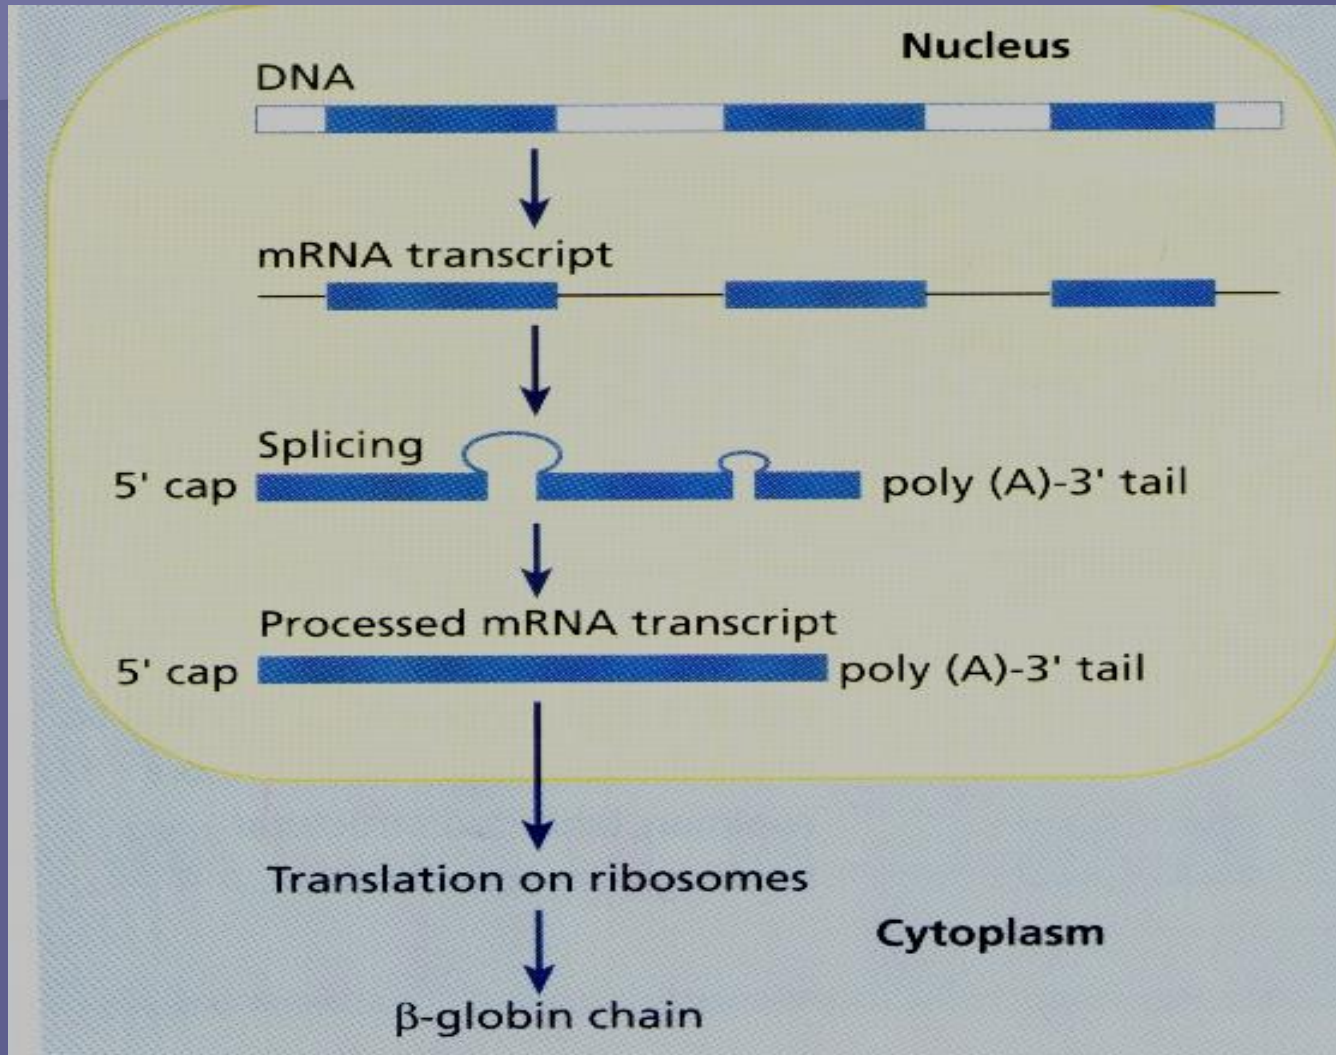 Nucleus
DNA
mRNA transcript
Splicing
5' cap poly (A)-3' tail
Processed mRNA transcript
5' cap poly (A)-3' tail
Translation on ribosomes
Cytoplasm
β-globin chain